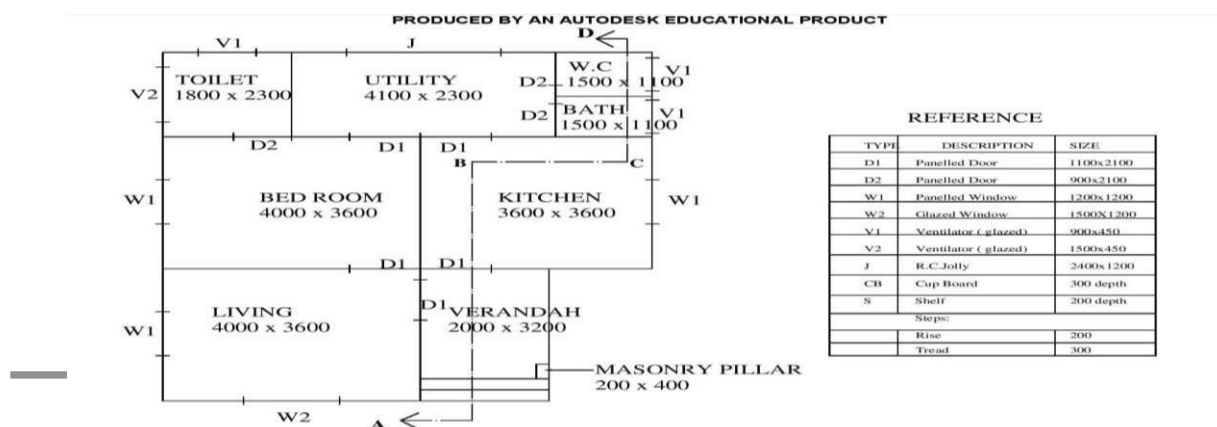 PRODUCED BY AN AUTODESK EDUCATIONAL PRODUCT
D
V1
J
TOILET
1800 x 2300
UTILITY
4100 x 2300
W.C
1500 x 1100
V1
D2
V2
D2
BATH
1500 x 1100
V1
D2
D1
D1
B
C
W1
BED ROOM
4000 x 3600
KITCHEN
3600 x 3600
W1
D1
D1
LIVING
4000 x 3600
D1
VERANDAH
2000 x 3200
W1
MASONRY PILLAR
200 x 400
W2
A
REFERENCE
TYPE DESCRIPTION SIZE
D1 Panelled Door 1100x2100
D2 Panelled Door 900x2100
W1 Panelled Window 1200x1200
W2 Glazed Window 1500X1200
V1 Ventilator ( glazed) 900x450
V2 Ventilator ( glazed) 1500x450
J R.C.Jolly 2400x1200
CB Cup Board 300 depth
S Shelf 200 depth
Steps:
Rise 200
Tread 300